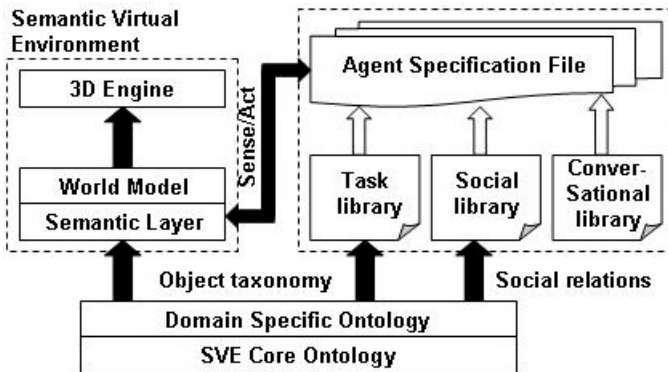 Semantic Virtual
Environment
3D Engine
World Model
Semantic Layer
Sense/Act
Agent Specification File
Task
library
Social
library
Conver-
Sational
library
Object taxonomy
Social relations
Domain Specific Ontology
SVE Core Ontology